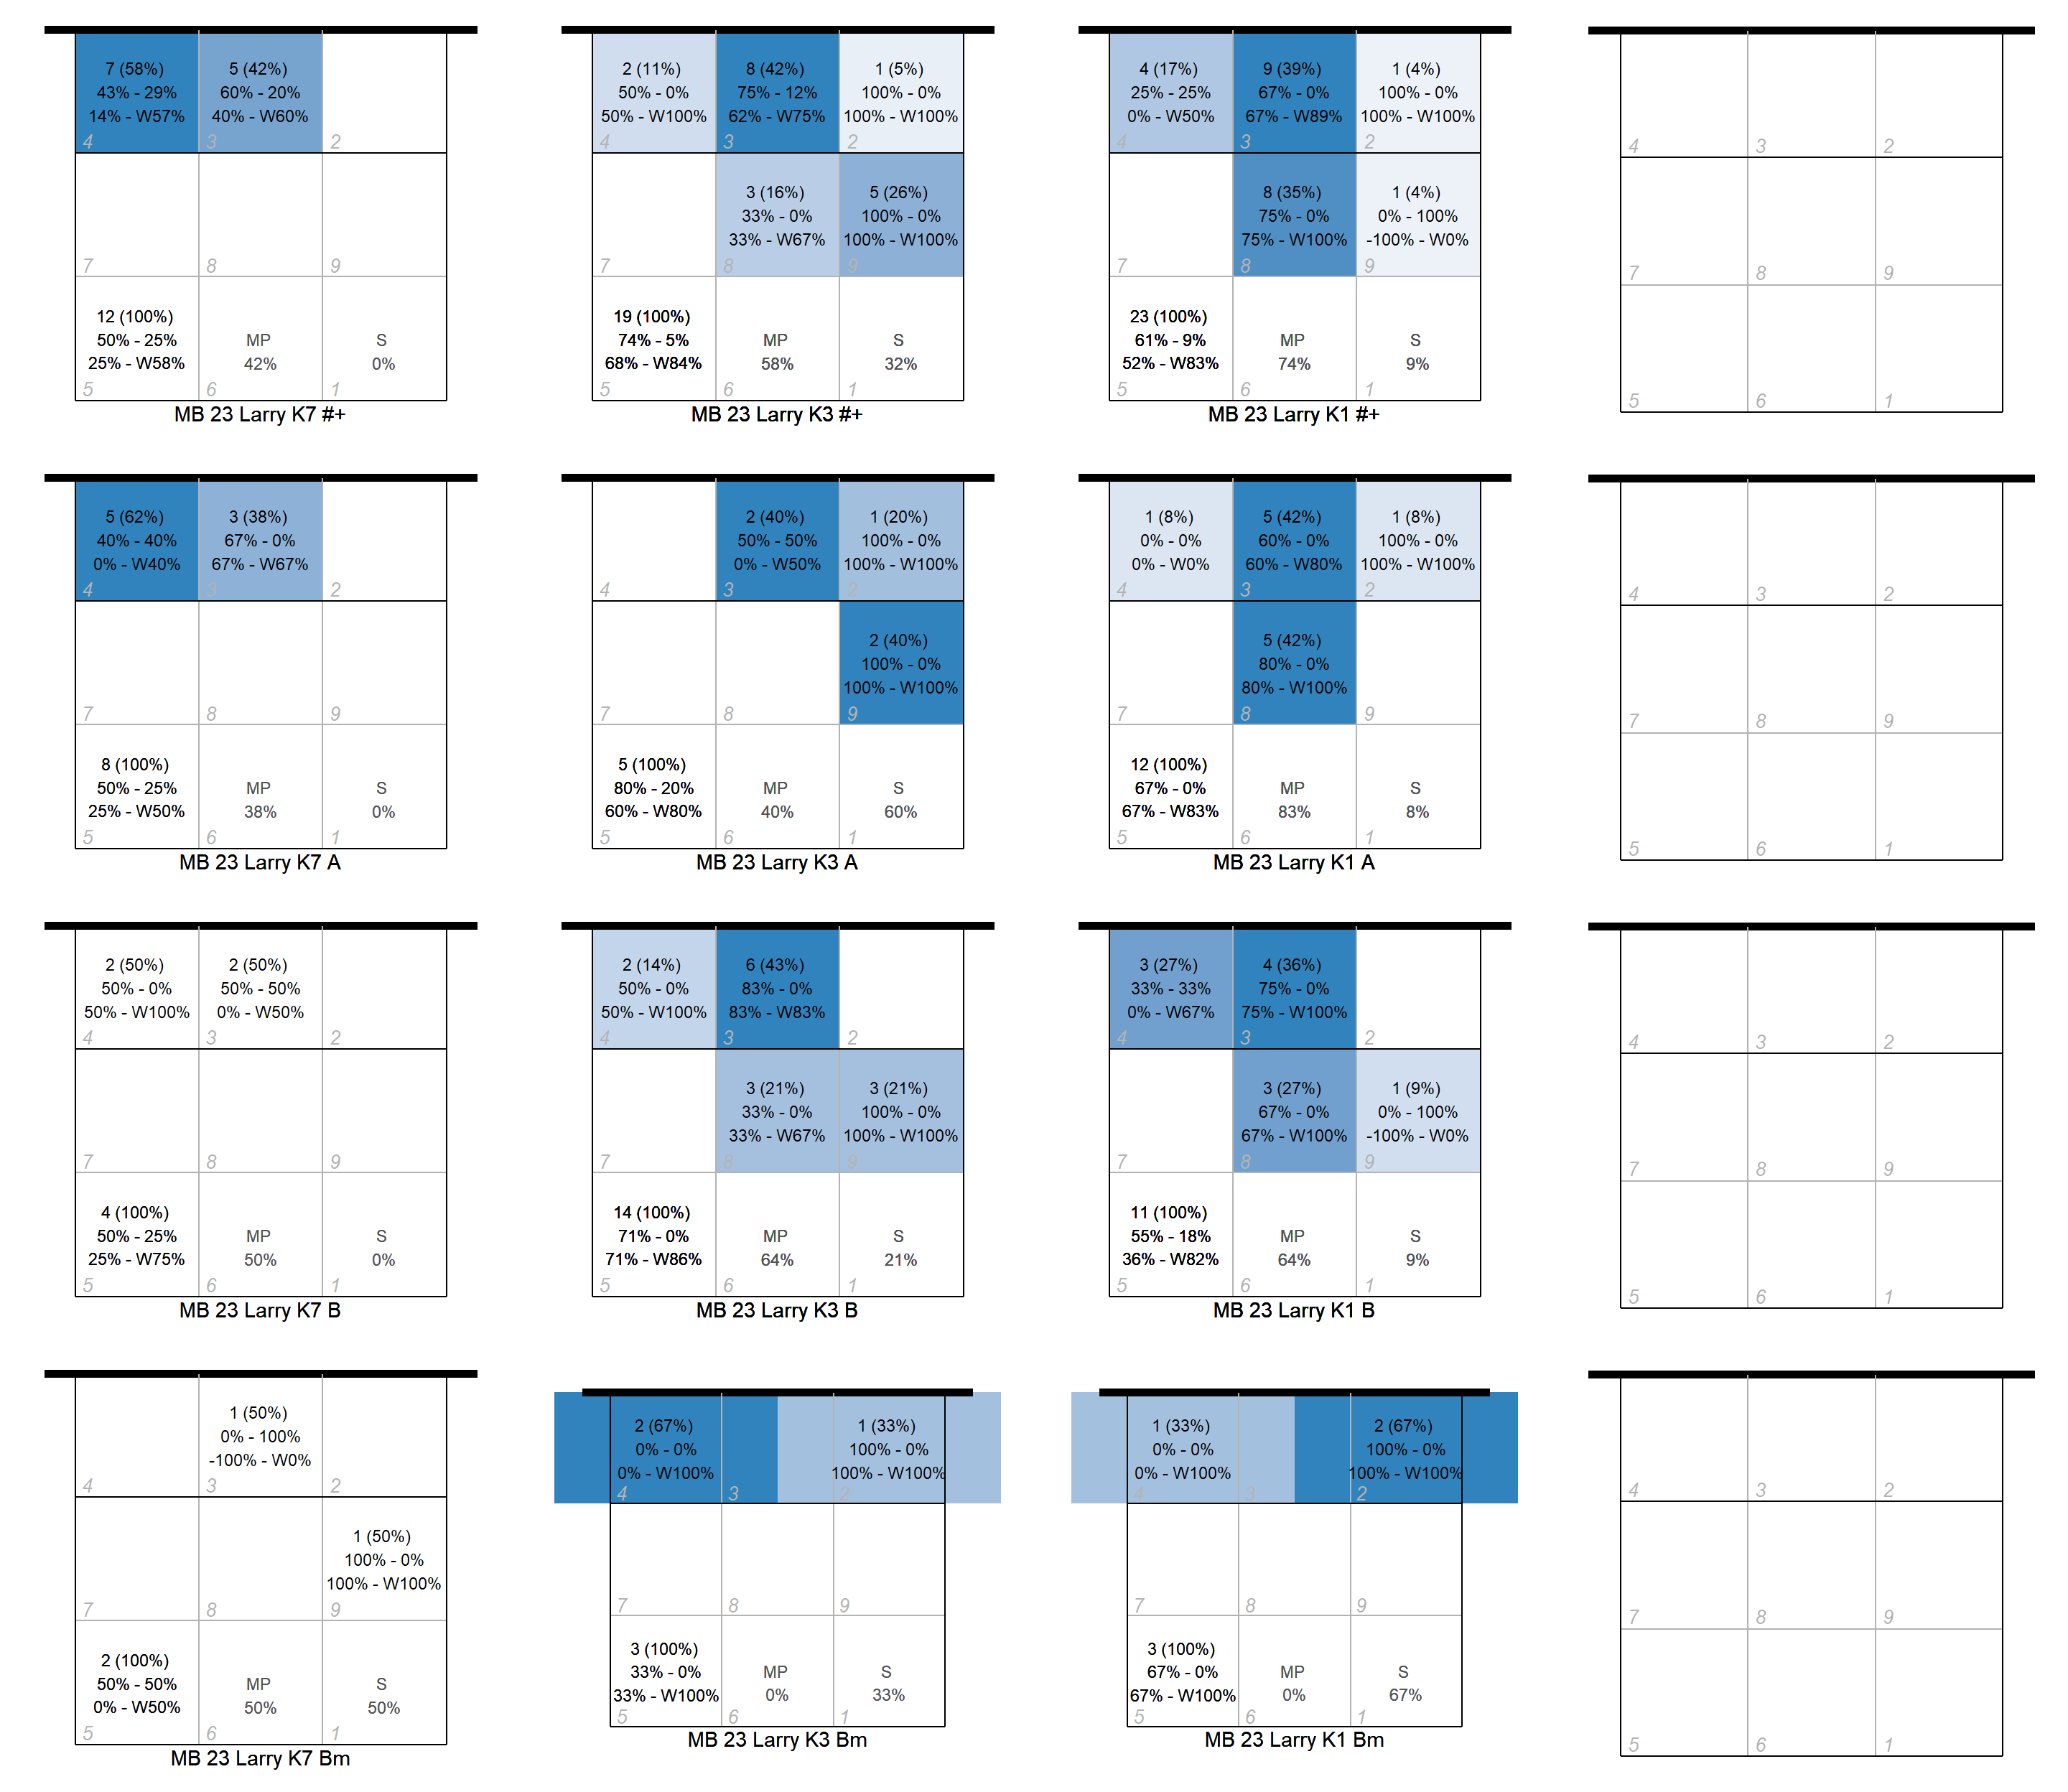 7 (58%)
43% - 29%
14% - W57%
4
5 (42%)
60% - 20%
40% - W60%
3
2
7
8
9
12 (100%)
50% - 25%
25% - W58%
5
MP
42%
6
S
0%
1
MB 23 Larry K7 #+
2 (11%)
50% - 0%
50% - W100%
4
8 (42%)
75% - 12%
62% - W75%
3
1 (5%)
100% - 0%
100% - W100%
2
7
3 (16%)
33% - 0%
33% - W67%
8
5 (26%)
100% - 0%
100% - W100%
9
19 (100%)
74% - 5%
68% - W84%
5
MP
58%
6
S
32%
1
MB 23 Larry K3 #+
4 (17%)
25% - 25%
0% - W50%
4
9 (39%)
67% - 0%
67% - W89%
3
1 (4%)
100% - 0%
100% - W100%
2
7
8 (35%)
75% - 0%
75% - W100%
8
1 (4%)
0% - 100%
-100% - W0%
9
23 (100%)
61% - 9%
52% - W83%
5
MP
74%
6
S
9%
1
MB 23 Larry K1 #+
4
3
2
7
8
9
5
6
1
5 (62%)
40% - 40%
0% - W40%
4
3 (38%)
67% - 0%
67% - W67%
3
2
7
8
9
8 (100%)
50% - 25%
25% - W50%
5
MP
38%
6
S
0%
1
MB 23 Larry K7 A
4
2 (40%)
50% - 50%
0% - W50%
3
1 (20%)
100% - 0%
100% - W100%
2
7
8
2 (40%)
100% - 0%
100% - W100%
9
5 (100%)
80% - 20%
60% - W80%
5
MP
40%
6
S
60%
1
MB 23 Larry K3 A
1 (8%)
0% - 0%
0% - W0%
4
5 (42%)
60% - 0%
60% - W80%
3
1 (8%)
100% - 0%
100% - W100%
2
7
5 (42%)
80% - 0%
80% - W100%
8
9
12 (100%)
67% - 0%
67% - W83%
5
MP
83%
6
S
8%
1
MB 23 Larry K1 A
4
3
2
7
8
9
5
6
1
2 (50%)
50% - 0%
50% - W100%
4
2 (50%)
50% - 50%
0% - W50%
3
2
7
8
9
4 (100%)
50% - 25%
25% - W75%
5
MP
50%
6
S
0%
1
MB 23 Larry K7 B
2 (14%)
50% - 0%
50% - W100%
4
6 (43%)
83% - 0%
83% - W83%
3
2
7
3 (21%)
33% - 0%
33% - W67%
8
3 (21%)
100% - 0%
100% - W100%
9
14 (100%)
71% - 0%
71% - W86%
5
MP
64%
6
S
21%
1
MB 23 Larry K3 B
3 (27%)
33% - 33%
0% - W67%
4
4 (36%)
75% - 0%
75% - W100%
3
2
7
3 (27%)
67% - 0%
67% - W100%
8
1 (9%)
0% - 100%
-100% - W0%
9
11 (100%)
55% - 18%
36% - W82%
5
MP
64%
6
S
9%
1
MB 23 Larry K1 B
4
3
2
7
8
9
5
6
1
4
1 (50%)
0% - 100%
-100% - W0%
3
2
7
8
1 (50%)
100% - 0%
100% - W100%
9
2 (100%)
50% - 50%
0% - W50%
5
MP
50%
6
S
50%
1
MB 23 Larry K7 Bm
2 (67%)
0% - 0%
0% - W100%
4
3
1 (33%)
100% - 0%
100% - W100%
2
7
8
9
3 (100%)
33% - 0%
33% - W100%
5
MP
0%
6
S
33%
1
MB 23 Larry K3 Bm
1 (33%)
0% - 0%
0% - W100%
4
3
2 (67%)
100% - 0%
100% - W100%
2
7
8
9
3 (100%)
67% - 0%
67% - W100%
5
MP
0%
6
S
67%
1
MB 23 Larry K1 Bm
4
3
2
7
8
9
5
6
1